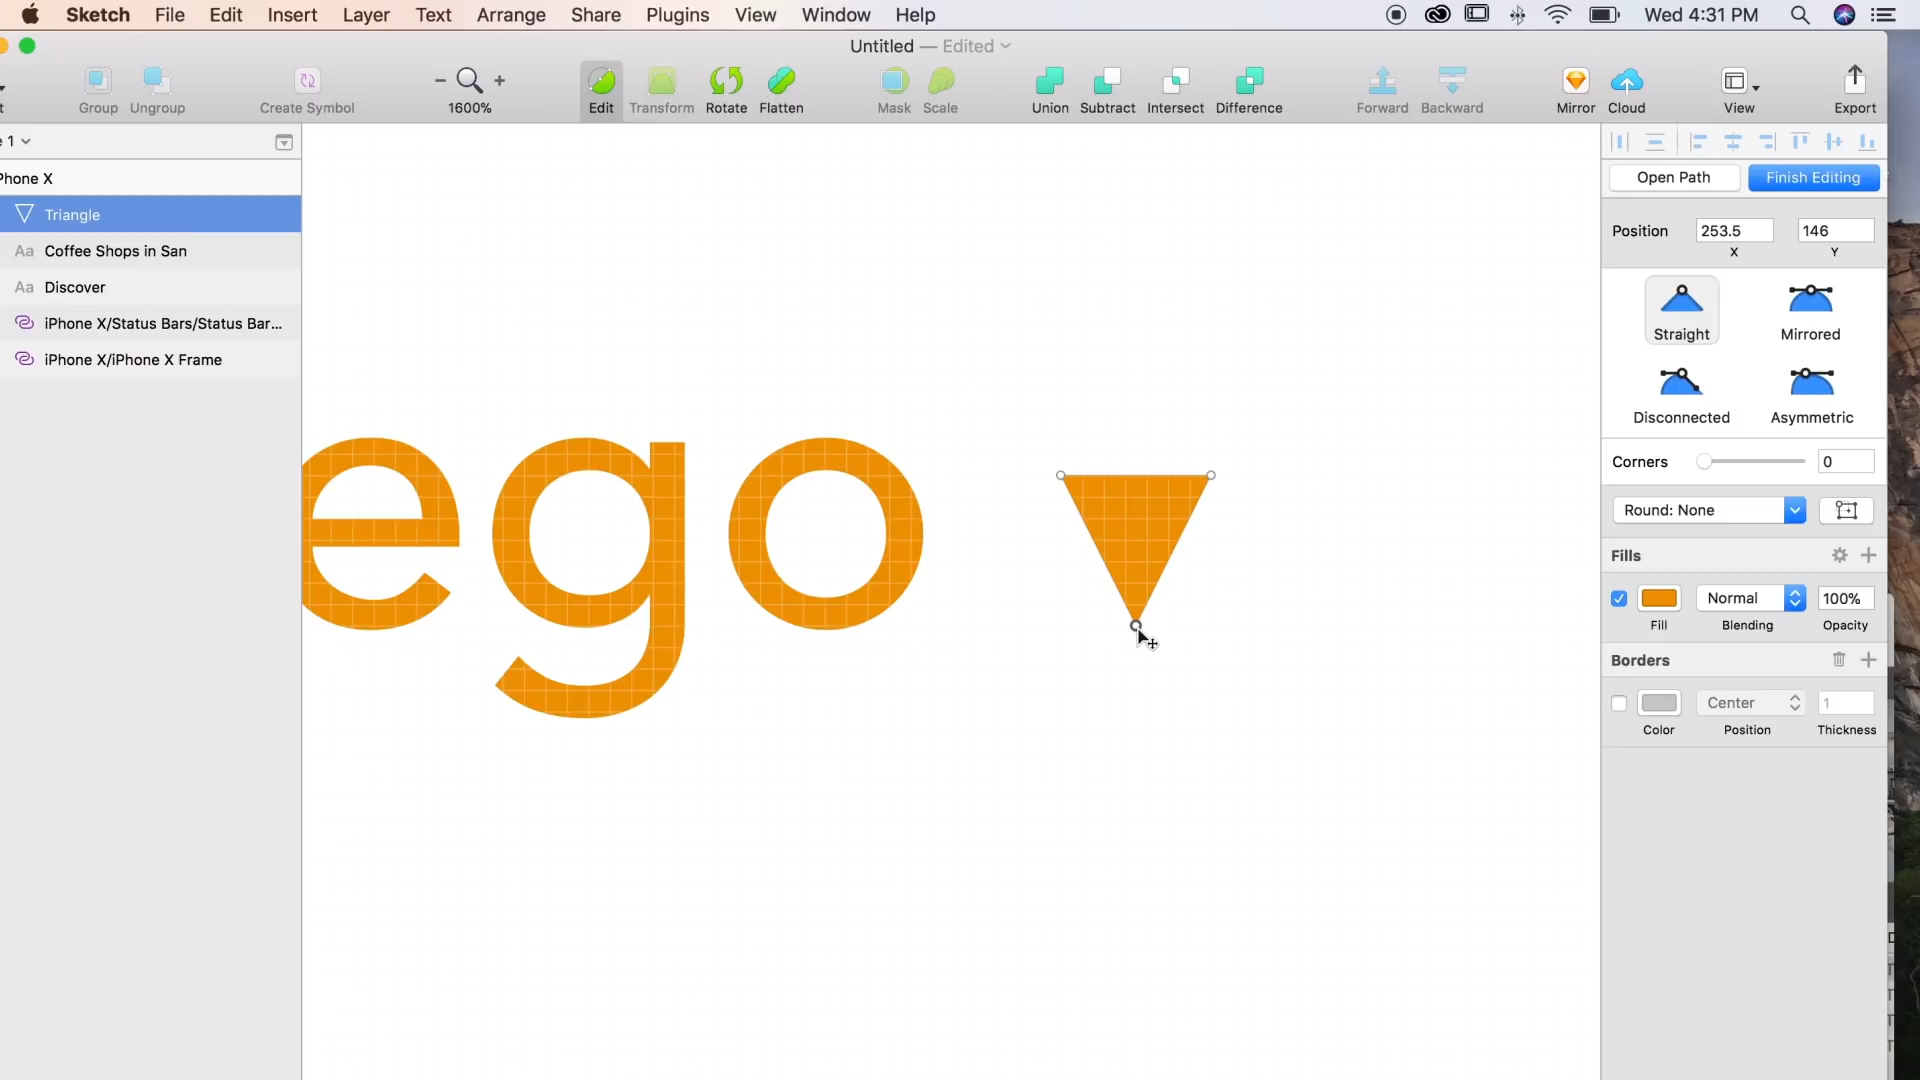 Sketch File Edit Insert Layer Text Arrange Share Plugins View Window Help Wed 4:31 PM
Untitled — Edited
Group Ungroup Create Symbol 1600% Edit Transform Rotate Flatten Mask Scale Union Subtract Intersect Difference Forward Backward Mirror Cloud View Export
1
Phone X
Triangle
Aa Coffee Shops in San
Aa Discover
iPhone X/Status Bars/Status Bar...
iPhone X/iPhone X Frame
ego
Open Path Finish Editing
Position 253.5 146
X Y
Straight Mirrored
Disconnected Asymmetric
Corners 0
Round: None
Fills
Normal 100%
Fill Blending Opacity
Borders
Center 1
Color Position Thickness